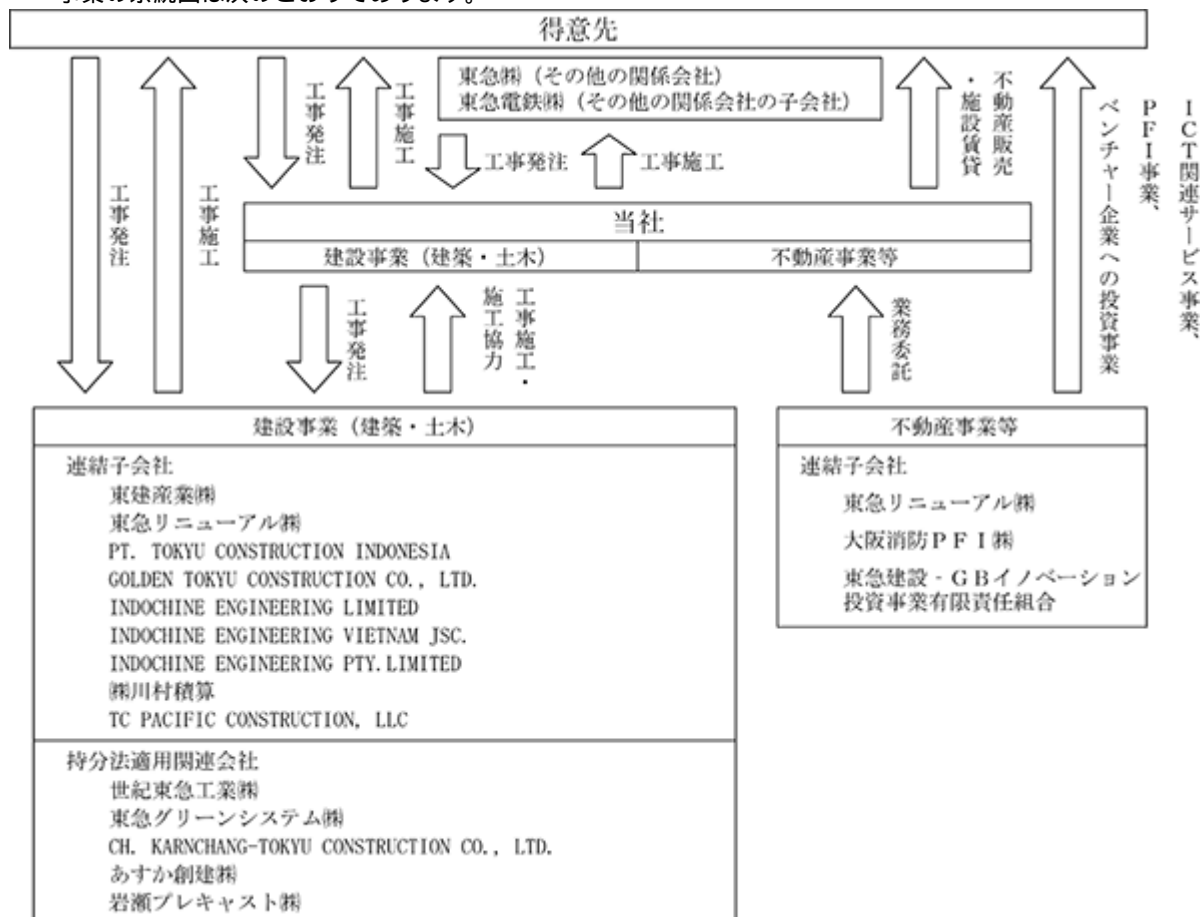 事業の系統図は次のとおりであります。
得意先
工事発注
工事施工
工事発注
工事施工
東急㈱（その他の関係会社）
東急電鉄㈱（その他の関係会社の子会社）
工事発注
工事施工
不動産販売
・施設賃貸
ICT関連サービス事業、
PFI事業、
ベンチャー企業への投資事業
当社
建設事業（建築・土木）
不動産事業等
工事発注
工事施工・
施工協力
業務委託
建設事業（建築・土木）
連結子会社
東建産業㈱
東急リニューアル㈱
PT. TOKYU CONSTRUCTION INDONESIA
GOLDEN TOKYU CONSTRUCTION CO., LTD.
INDOCHINE ENGINEERING LIMITED
INDOCHINE ENGINEERING VIETNAM JSC.
INDOCHINE ENGINEERING PTY.LIMITED
㈱川村積算
TC PACIFIC CONSTRUCTION, LLC
持分法適用関連会社
世紀東急工業㈱
東急グリーンシステム㈱
CH. KARNCHANG-TOKYU CONSTRUCTION CO., LTD.
あすか創建㈱
岩瀬プレキャスト㈱
不動産事業等
連結子会社
東急リニューアル㈱
大阪消防ＰＦＩ㈱
東急建設‐ＧＢイノベーション
投資事業有限責任組合